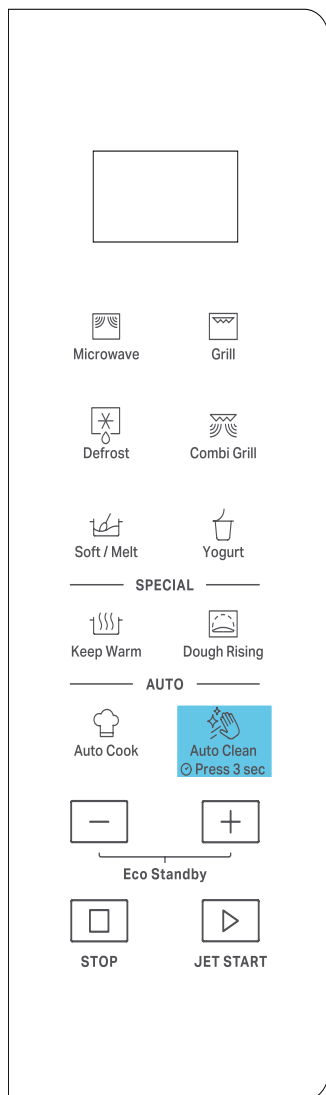 Microwave
Grill
Defrost
Combi Grill
Soft / Melt
Yogurt
SPECIAL
Keep Warm
Dough Rising
AUTO
Auto Cook
Auto Clean
Press 3 sec
Eco Standby
STOP
JET START